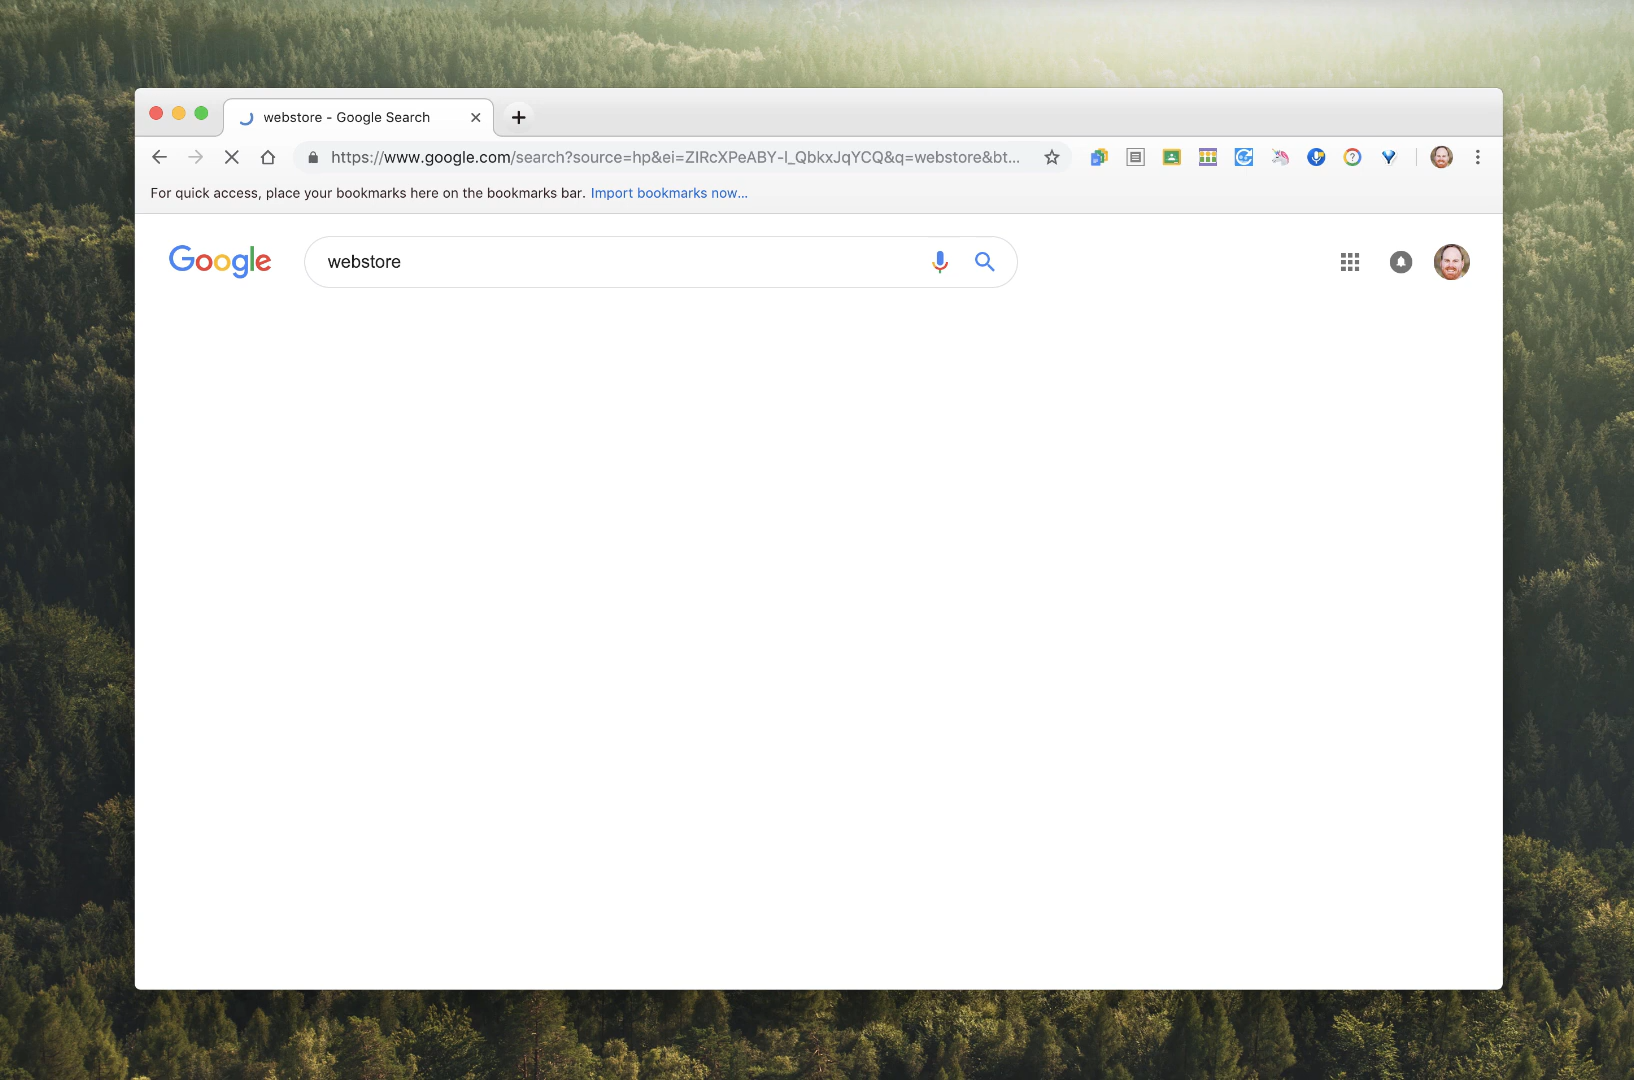 webstore - Google Search
https://www.google.com/search?source=hp&ei=ZIRcXPeABY-l_QbkxJqYCQ&q=webstore&bt...
For quick access, place your bookmarks here on the bookmarks bar. Import bookmarks now...
Google webstore